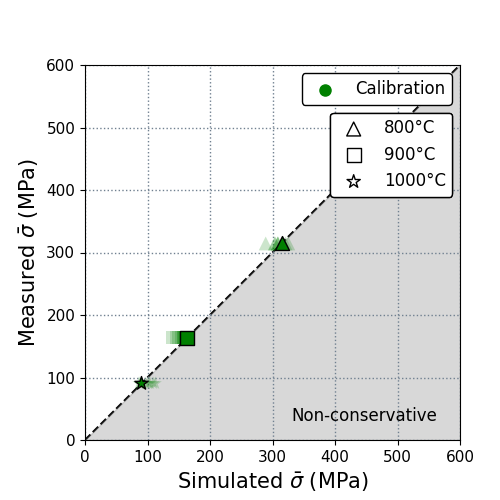 600
500
400
300
200
100
0
0 100 200 300 400 500 600
Measured σ̄ (MPa)
Simulated σ̄ (MPa)
Calibration
800°C
900°C
1000°C
Non-conservative